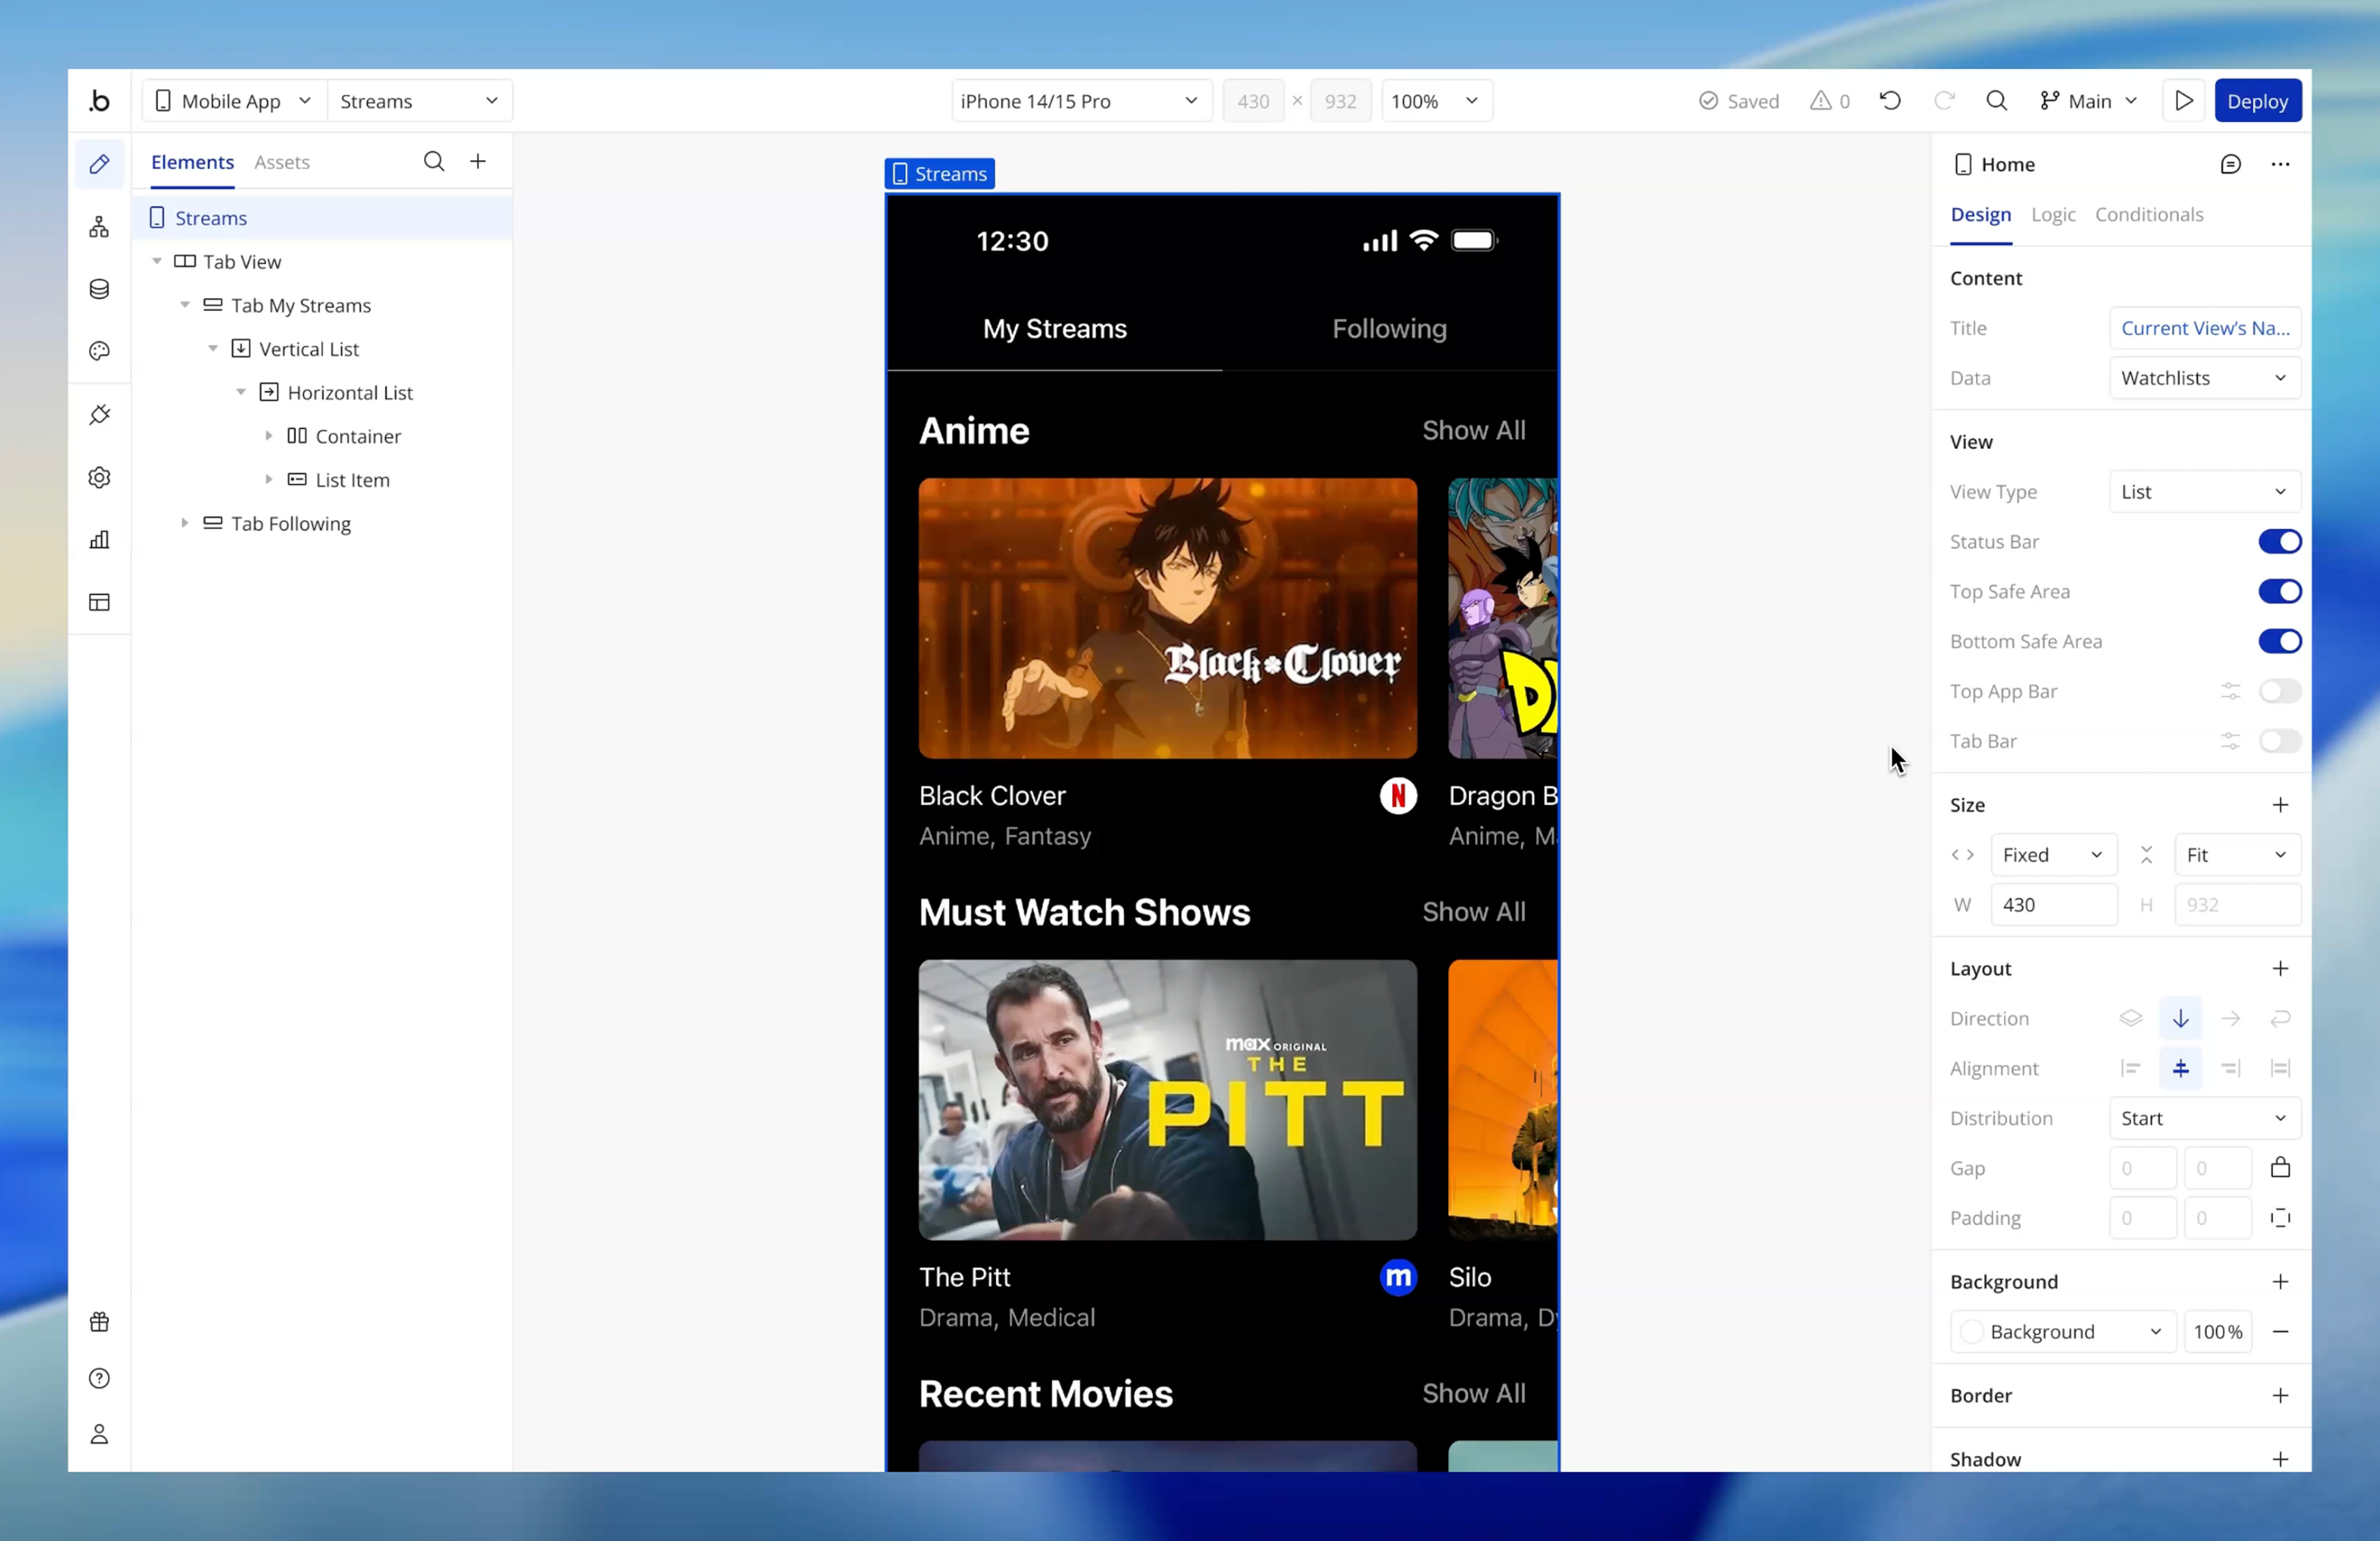 .b
Mobile App
Streams
iPhone 14/15 Pro
430 × 932
100%
Saved
0
Main
Deploy
Elements
Assets
Streams
Tab View
Tab My Streams
Vertical List
Horizontal List
Container
List Item
Tab Following
Streams
12:30
My Streams
Following
Anime
Show All
Black Clover
Black Clover
N
Anime, Fantasy
Dragon B
Anime, M
Must Watch Shows
Show All
max ORIGINAL
THE
PITT
The Pitt
m
Drama, Medical
Silo
Drama, Dy
Recent Movies
Show All
Home
Design
Logic
Conditionals
Content
Title
Current View's Na...
Data
Watchlists
View
View Type
List
Status Bar
Top Safe Area
Bottom Safe Area
Top App Bar
Tab Bar
Size
Fixed
Fit
W
430
H
932
Layout
Direction
Alignment
Distribution
Start
Gap
0
0
Padding
0
0
Background
Background
100%
Border
Shadow